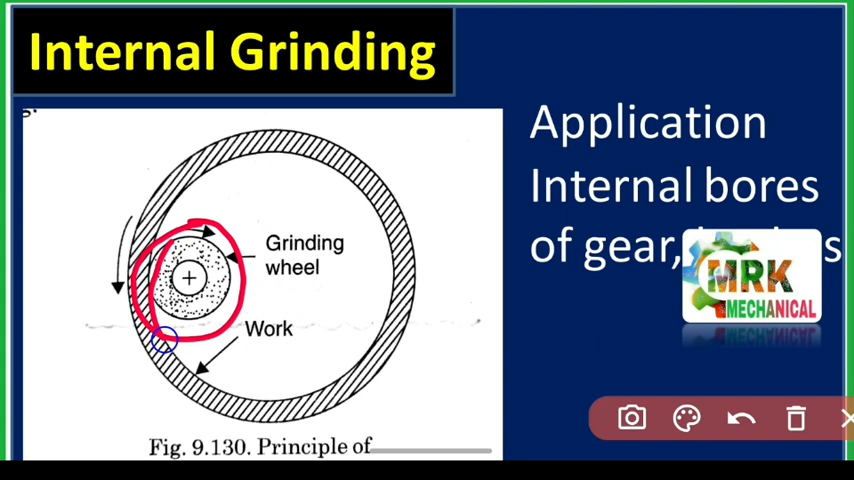 Internal Grinding
s.
Grinding
wheel
Work
Fig. 9.130. Principle of
Application
Internal bores
of gear,
MRK
MECHANICAL